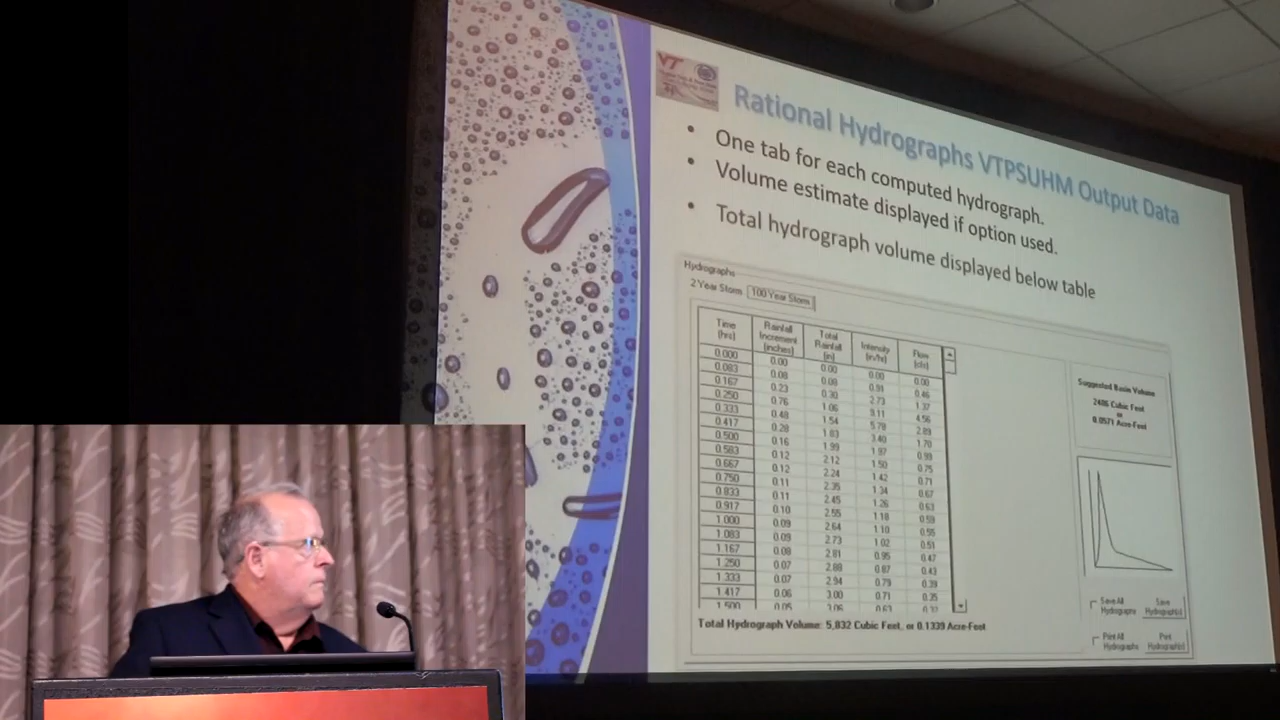 VT
Rational Hydrographs VTPSUHM Output Data
• One tab for each computed hydrograph.
• Volume estimate displayed if option used.
• Total hydrograph volume displayed below table
Hydrographs
2 Year Storm 100 Year Storm
Time (hrs) Rainfall Increment (inches) Total Rainfall (in) Intensity (in/hr) Flow (cfs)
0.000 0.00 0.00 0.00 0.00
0.083 0.08 0.08 0.91 0.46
0.167 0.23 0.30 2.73 1.37
0.250 0.76 1.06 9.11 4.56
0.333 0.48 1.54 5.78 2.89
0.417 0.28 1.83 3.40 1.70
0.500 0.16 1.99 1.97 0.99
0.583 0.12 2.12 1.50 0.75
0.667 0.12 2.24 1.42 0.71
0.750 0.11 2.35 1.34 0.67
0.833 0.11 2.45 1.26 0.63
0.917 0.10 2.55 1.18 0.59
1.000 0.09 2.64 1.10 0.55
1.083 0.09 2.73 1.02 0.51
1.167 0.08 2.81 0.95 0.47
1.250 0.07 2.88 0.87 0.43
1.333 0.07 2.94 0.79 0.39
1.417 0.06 3.00 0.71 0.35
1.500 0.05 3.06 0.63 0.32
Suggested Basin Volume
2486 Cubic Feet
or
0.0571 Acre-Feet
Save All Hydrographs Save Hydrograph(s)
Print All Hydrographs Print Hydrograph(s)
Total Hydrograph Volume: 5,832 Cubic Feet, or 0.1339 Acre-Feet